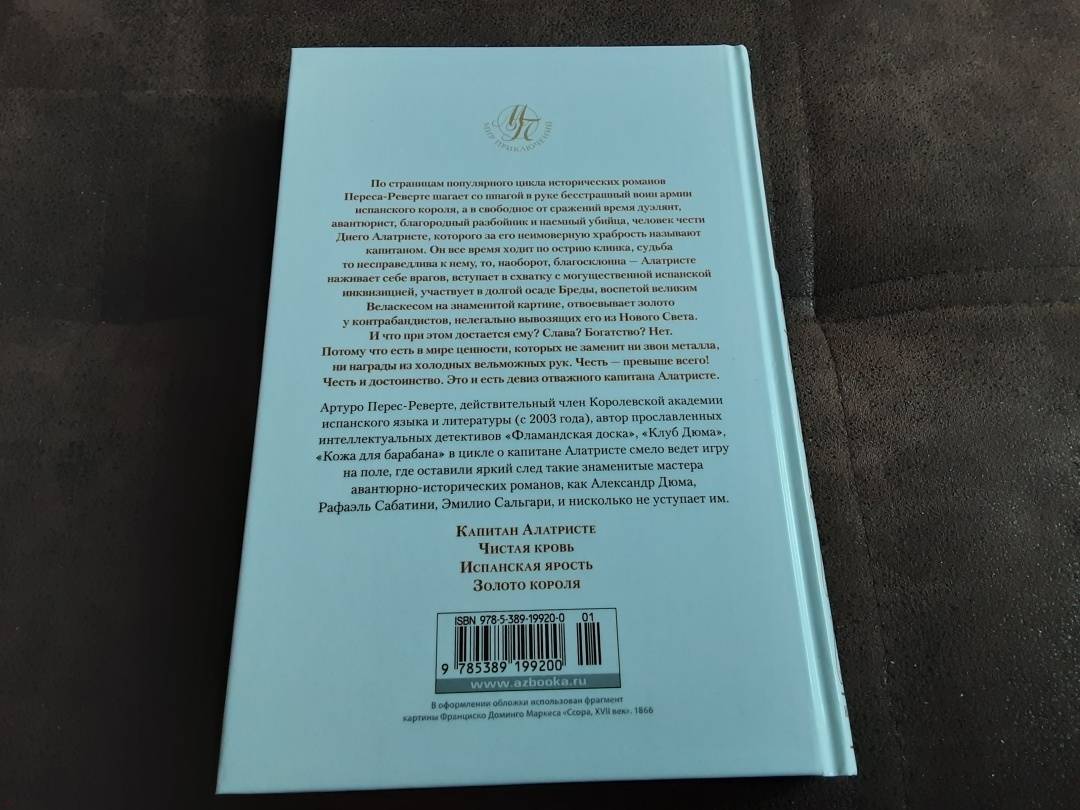 МП
МИР ПРИКЛЮЧЕНИЙ
По страницам популярного цикла исторических романов
Переса-Реверте шагает со шпагой в руке бесстрашный воин армии
испанского короля, а в свободное от сражений время дуэлянт,
авантюрист, благородный разбойник и наемный убийца, человек чести
Диего Алатристе, которого за его неимоверную храбрость называют
капитаном. Он все время ходит по острию клинка, судьба
то несправедлива к нему, то, наоборот, благосклонна — Алатристе
наживает себе врагов, вступает в схватку с могущественной испанской
инквизицией, участвует в долгой осаде Бреды, воспетой великим
Веласкесом на знаменитой картине, отвоевывает золото
у контрабандистов, нелегально вывозящих его из Нового Света.
И что при этом достается ему? Слава? Богатство? Нет.
Потому что есть в мире ценности, которых не заменит ни звон металла,
ни награды из холодных вельможных рук. Честь — превыше всего!
Честь и достоинство. Это и есть девиз отважного капитана Алатристе.
Артуро Перес-Реверте, действительный член Королевской академии
испанского языка и литературы (с 2003 года), автор прославленных
интеллектуальных детективов «Фламандская доска», «Клуб Дюма»,
«Кожа для барабана» в цикле о капитане Алатристе смело ведет игру
на поле, где оставили яркий след такие знаменитые мастера
авантюрно-исторических романов, как Александр Дюма,
Рафаэль Сабатини, Эмилио Сальгари, и нисколько не уступает им.
Капитан Алатристе
Чистая кровь
Испанская ярость
Золото короля
ISBN 978-5-389-19920-0 01
9 785389 199200
www.azbooka.ru
В оформлении обложки использован фрагмент
картины Франциско Доминго Маркеса «Ссора, XVII век». 1866